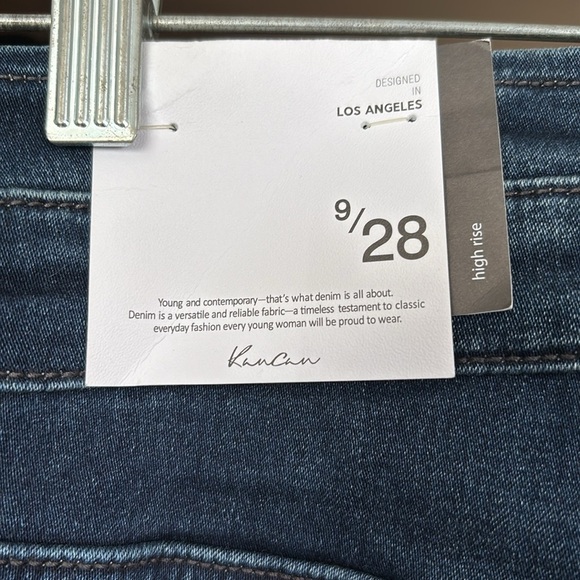 DESIGNED
IN
LOS ANGELES
9/28
high rise
Young and contemporary—that's what denim is all about.
Denim is a versatile and reliable fabric—a timeless testament to classic
everyday fashion every young woman will be proud to wear.
KanCan